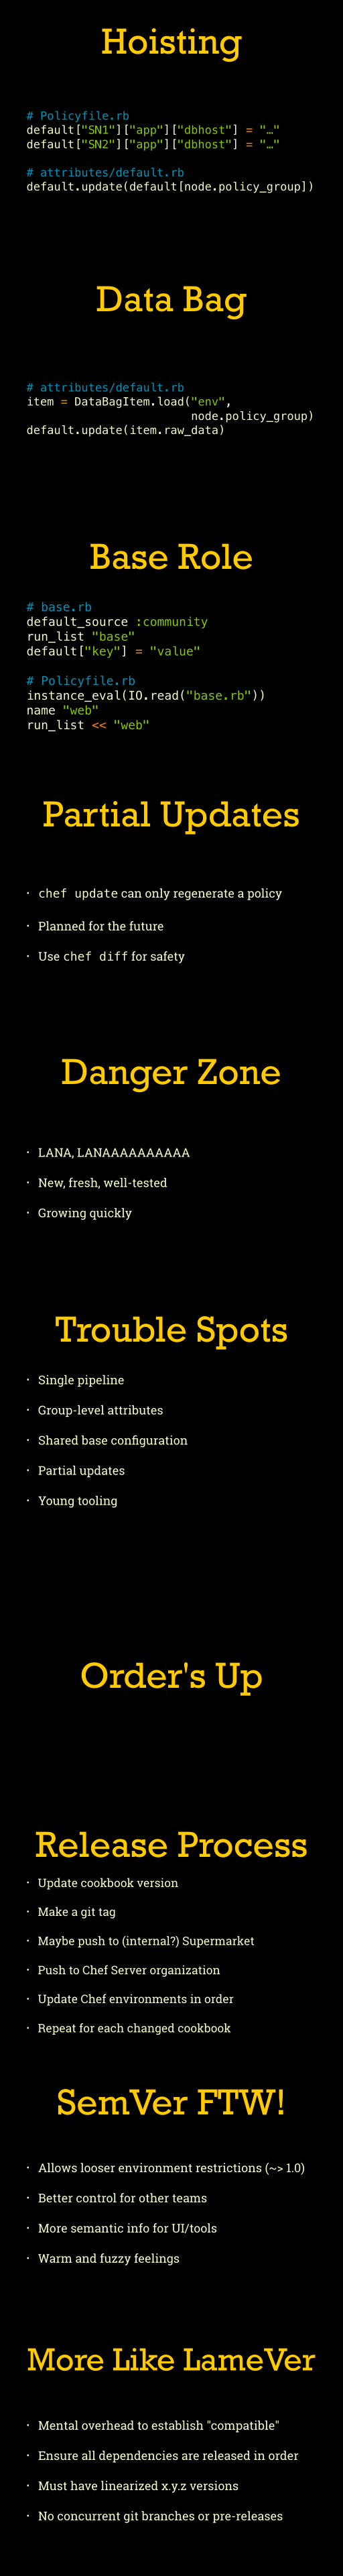 Hoisting
# Policyfile.rb
default["SN1"]["app"]["dbhost"] = "…"
default["SN2"]["app"]["dbhost"] = "…"
# attributes/default.rb
default.update(default[node.policy_group])
Data Bag
# attributes/default.rb
item = DataBagItem.load("env",
node.policy_group)
default.update(item.raw_data)
Base Role
# base.rb
default_source :community
run_list "base"
default["key"] = "value"
# Policyfile.rb
instance_eval(IO.read("base.rb"))
name "web"
run_list << "web"
Partial Updates
· chef update can only regenerate a policy
· Planned for the future
· Use chef diff for safety
Danger Zone
· LANA, LANAAAAAAAAAA
· New, fresh, well-tested
· Growing quickly
Trouble Spots
· Single pipeline
· Group-level attributes
· Shared base configuration
· Partial updates
· Young tooling
Order's Up
Release Process
· Update cookbook version
· Make a git tag
· Maybe push to (internal?) Supermarket
· Push to Chef Server organization
· Update Chef environments in order
· Repeat for each changed cookbook
SemVer FTW!
· Allows looser environment restrictions (~> 1.0)
· Better control for other teams
· More semantic info for UI/tools
· Warm and fuzzy feelings
More Like LameVer
· Mental overhead to establish "compatible"
· Ensure all dependencies are released in order
· Must have linearized x.y.z versions
· No concurrent git branches or pre-releases